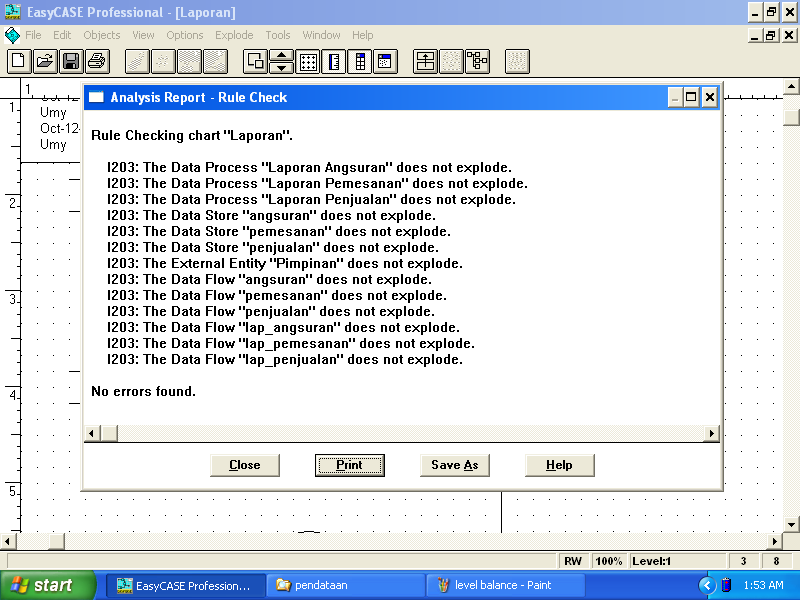 EasyCASE Professional - [Laporan]
File Edit Objects View Options Explode Tools Window Help
1
1
Umy
Oct-12-
Umy
2
3
4
5
Analysis Report - Rule Check
Rule Checking chart "Laporan".
I203: The Data Process "Laporan Angsuran" does not explode.
I203: The Data Process "Laporan Pemesanan" does not explode.
I203: The Data Process "Laporan Penjualan" does not explode.
I203: The Data Store "angsuran" does not explode.
I203: The Data Store "pemesanan" does not explode.
I203: The Data Store "penjualan" does not explode.
I203: The External Entity "Pimpinan" does not explode.
I203: The Data Flow "angsuran" does not explode.
I203: The Data Flow "pemesanan" does not explode.
I203: The Data Flow "penjualan" does not explode.
I203: The Data Flow "lap_angsuran" does not explode.
I203: The Data Flow "lap_pemesanan" does not explode.
I203: The Data Flow "lap_penjualan" does not explode.
No errors found.
Close Print Save As Help
RW 100% Level:1 3 8
start EasyCASE Profession... pendataan level balance - Paint 1:53 AM